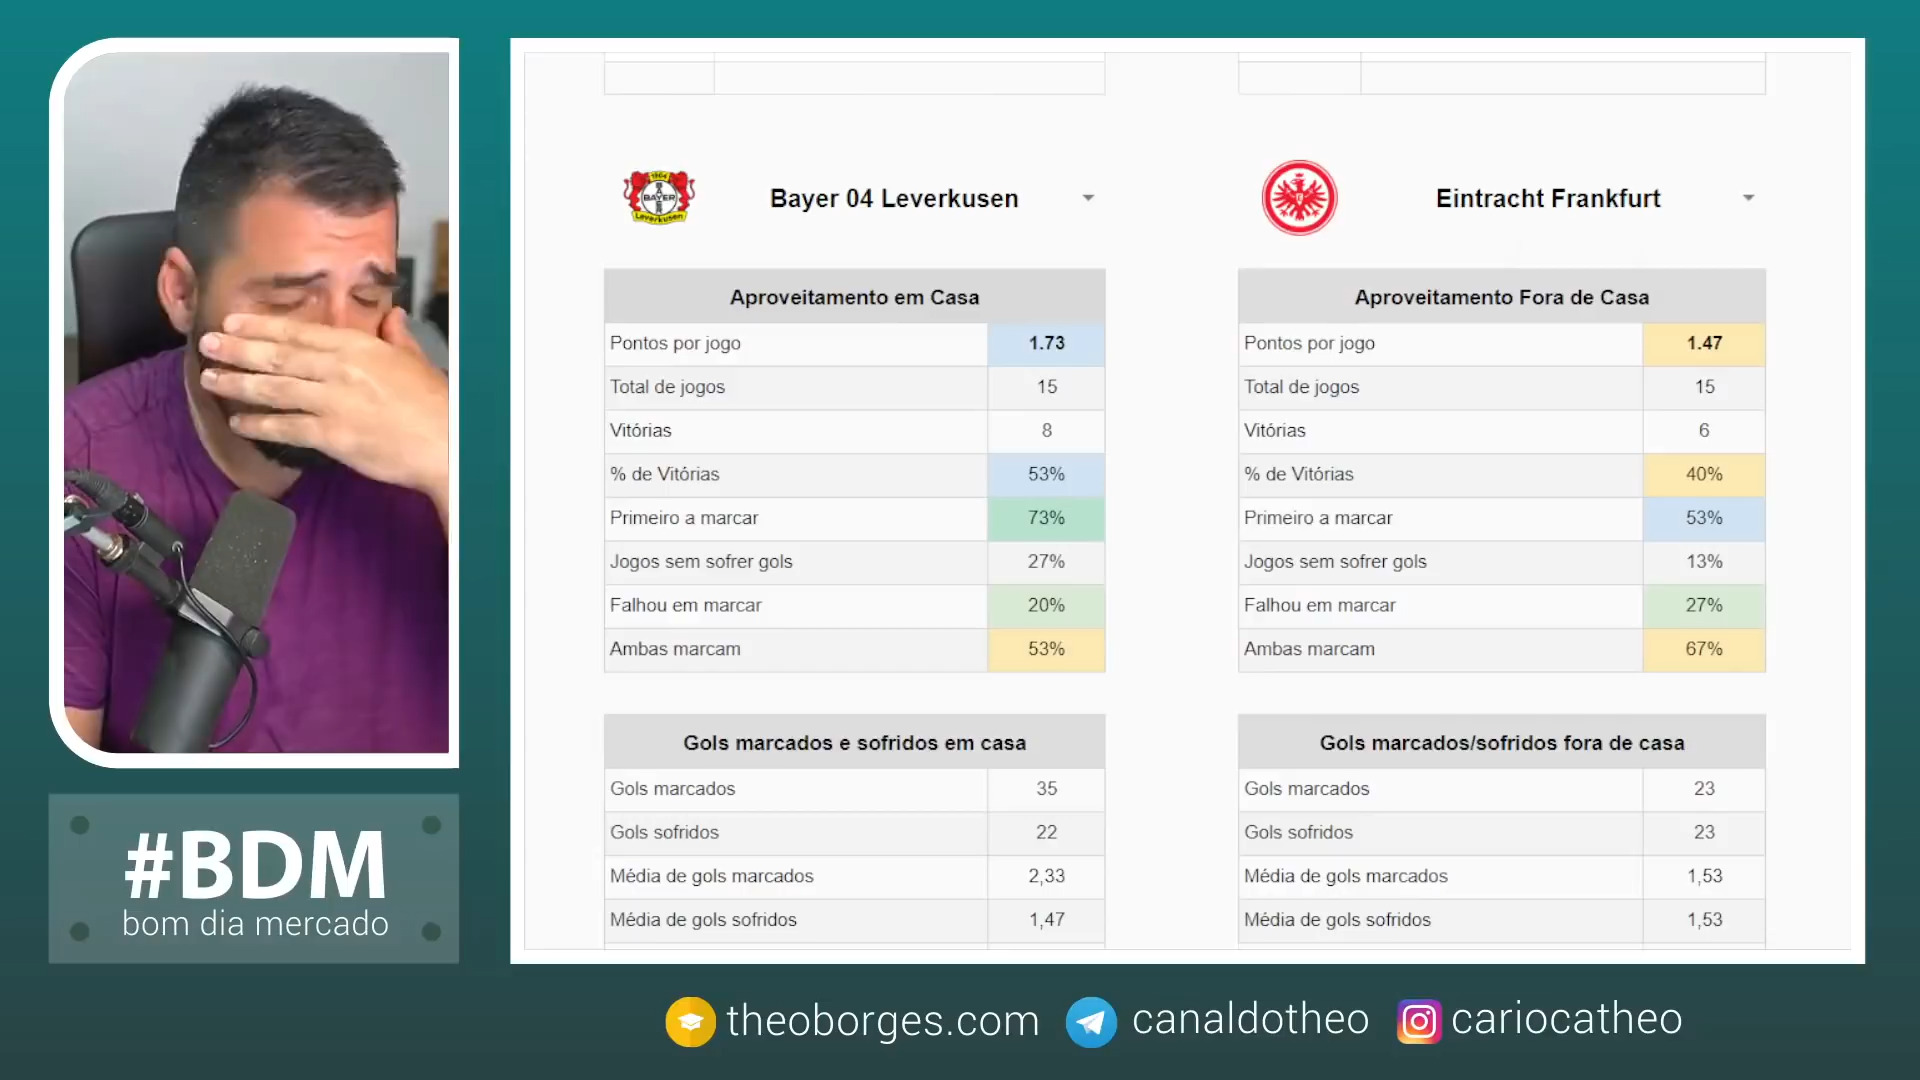 1904
BAYER
Leverkusen
Bayer 04 Leverkusen
Aproveitamento em Casa
Pontos por jogo 1.73
Total de jogos 15
Vitórias 8
% de Vitórias 53%
Primeiro a marcar 73%
Jogos sem sofrer gols 27%
Falhou em marcar 20%
Ambas marcam 53%
Gols marcados e sofridos em casa
Gols marcados 35
Gols sofridos 22
Média de gols marcados 2,33
Média de gols sofridos 1,47
Eintracht Frankfurt
Aproveitamento Fora de Casa
Pontos por jogo 1.47
Total de jogos 15
Vitórias 6
% de Vitórias 40%
Primeiro a marcar 53%
Jogos sem sofrer gols 13%
Falhou em marcar 27%
Ambas marcam 67%
Gols marcados/sofridos fora de casa
Gols marcados 23
Gols sofridos 23
Média de gols marcados 1,53
Média de gols sofridos 1,53
#BDM
bom dia mercado
theoborges.com
canaldotheo
cariocatheo